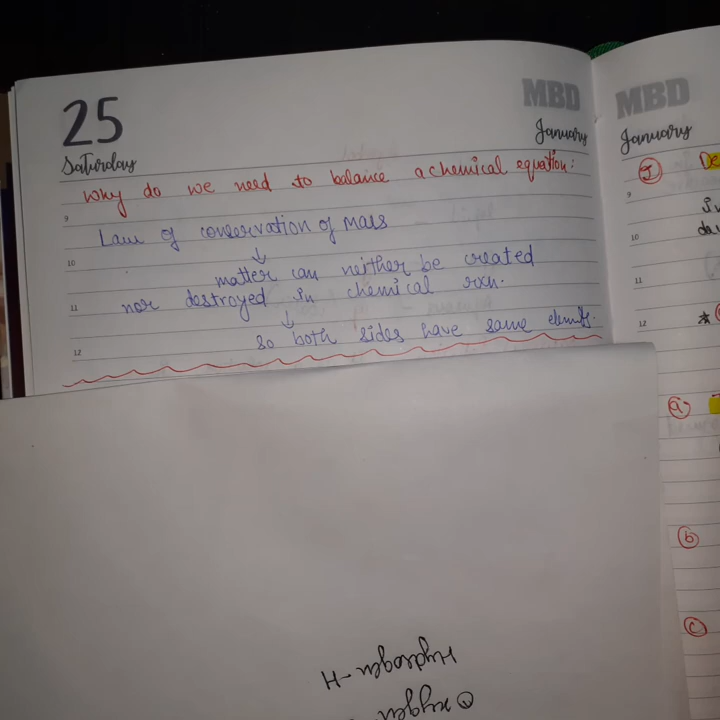 25
Saturday
MBD
January
Why do we need to balance a chemical equation:
9
Law of conservation of mass
10
↓
matter can neither be created
11
nor destroyed in chemical rxn.
↓
12
so both sides have same elements.
MBD
January
9
10
11
12
*
a
b
c
Hydrogen - H
Oxygen